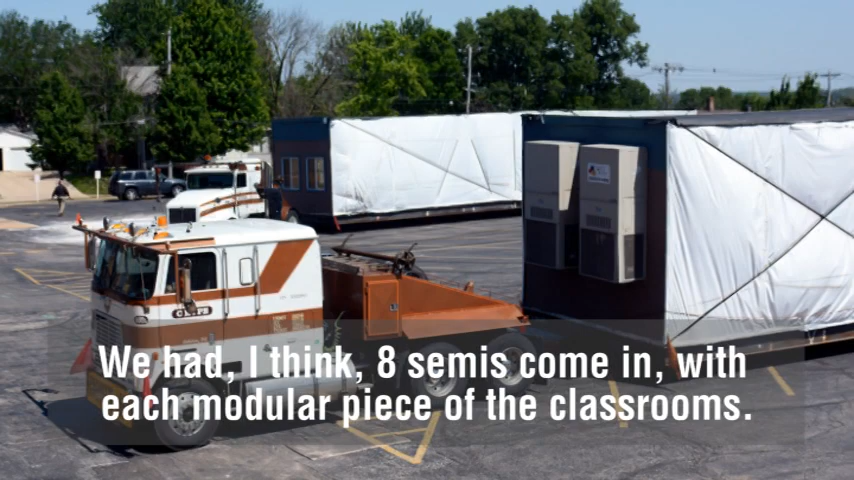 We had, I think, 8 semis come in, with
each modular piece of the classrooms.